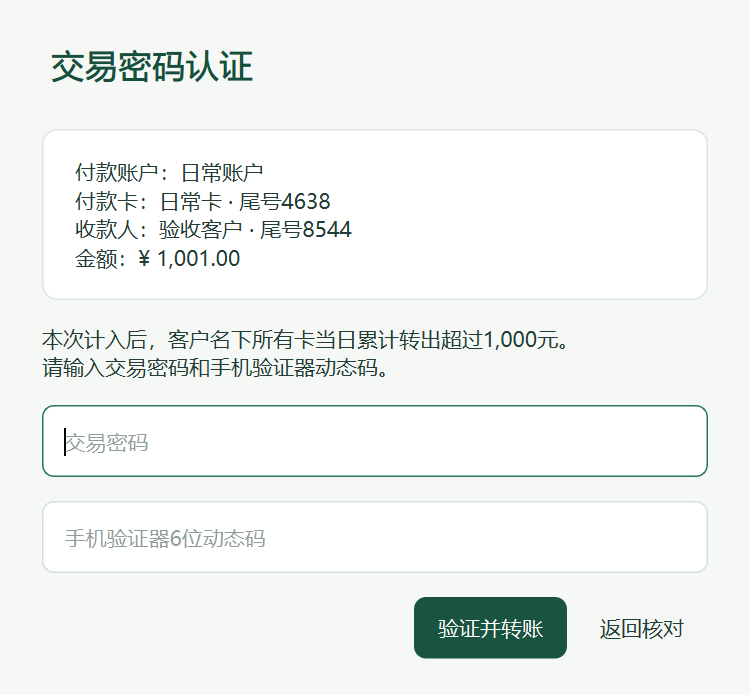 交易密码认证
付款账户：日常账户
付款卡：日常卡 · 尾号4638
收款人：验收客户 · 尾号8544
金额：¥ 1,001.00
本次计入后，客户名下所有卡当日累计转出超过1,000元。
请输入交易密码和手机验证器动态码。
交易密码
手机验证器6位动态码
验证并转账
返回核对